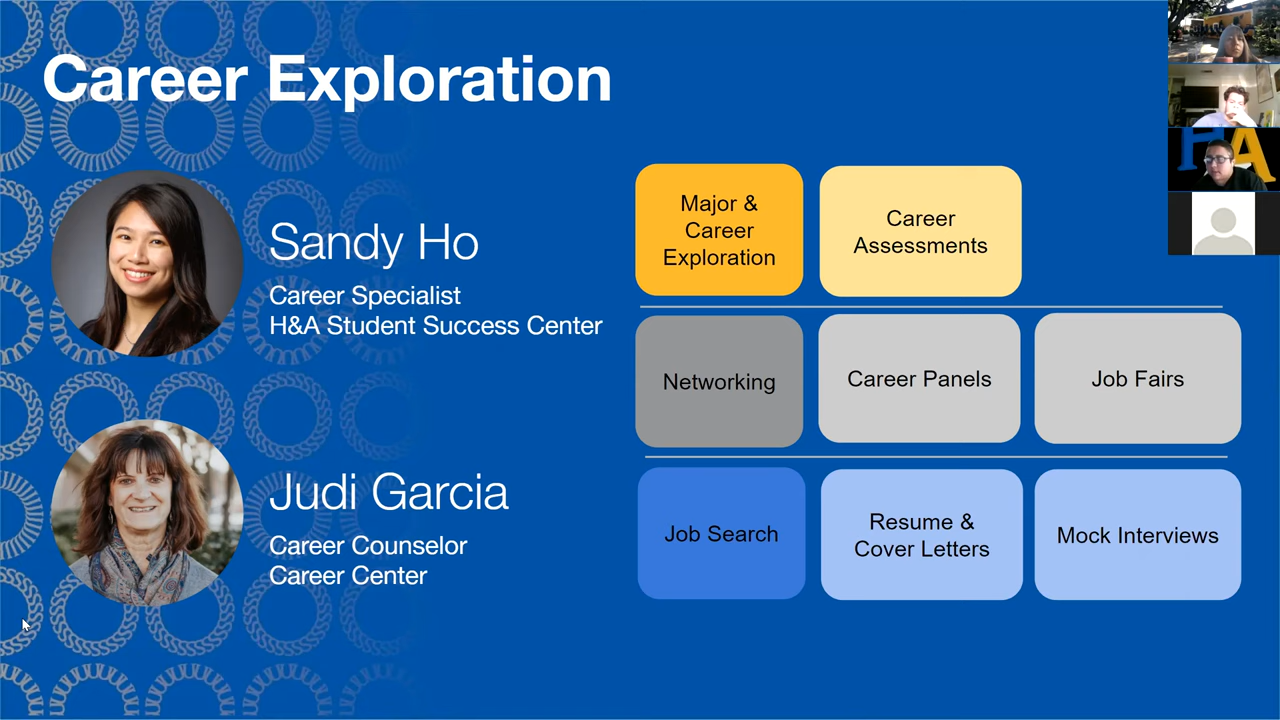 Career Exploration
Sandy Ho
Career Specialist
H&A Student Success Center
Judi Garcia
Career Counselor
Career Center
Major &
Career
Exploration
Career
Assessments
Networking
Career Panels
Job Fairs
Job Search
Resume &
Cover Letters
Mock Interviews
HA